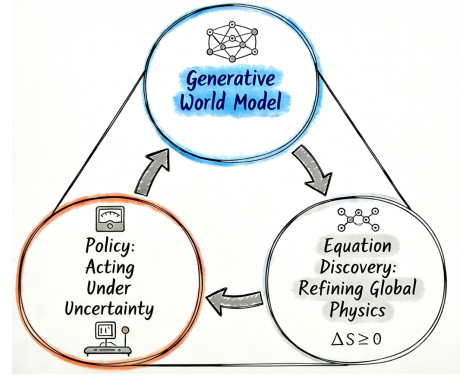 Generative
World Model
Policy:
Acting
Under
Uncertainty
Equation
Discovery:
Refining Global
Physics
ΔS ≥ 0